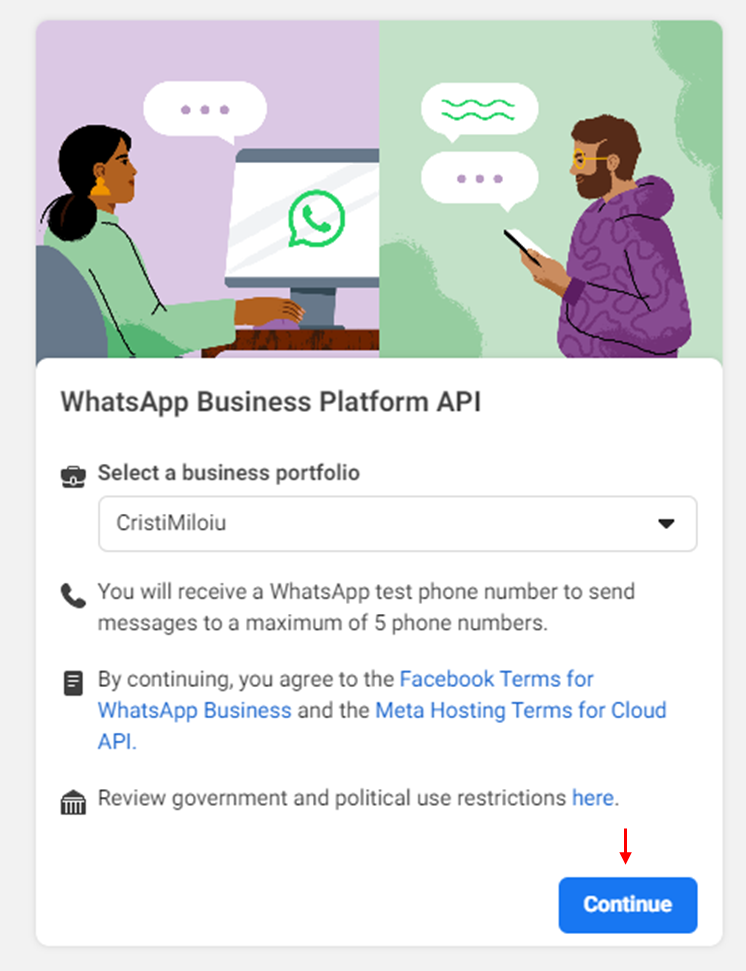 WhatsApp Business Platform API
Select a business portfolio
CristiMiloiu
You will receive a WhatsApp test phone number to send
messages to a maximum of 5 phone numbers.
By continuing, you agree to the Facebook Terms for
WhatsApp Business and the Meta Hosting Terms for Cloud
API.
Review government and political use restrictions here.
Continue